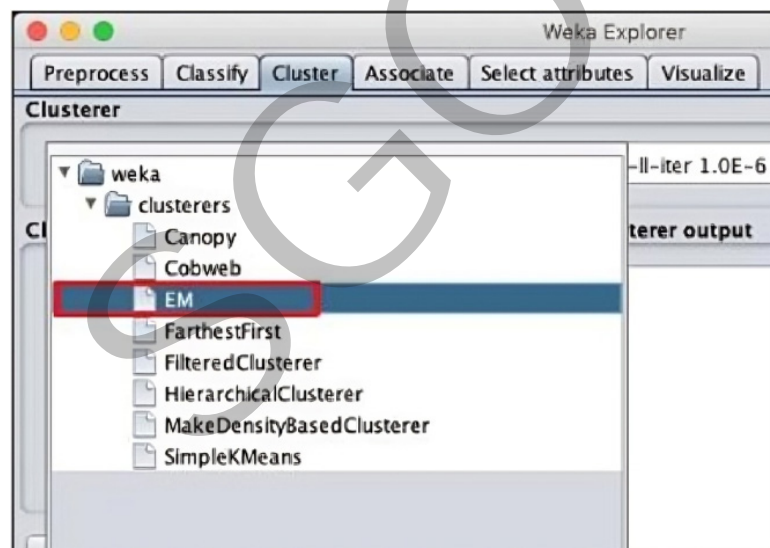 Weka Explorer
Preprocess Classify Cluster Associate Select attributes Visualize
Clusterer
weka
-ll-iter 1.0E-6
clusterers
Cl
terer output
Canopy
Cobweb
EM
FarthestFirst
FilteredClusterer
HierarchicalClusterer
MakeDensityBasedClusterer
SimpleKMeans